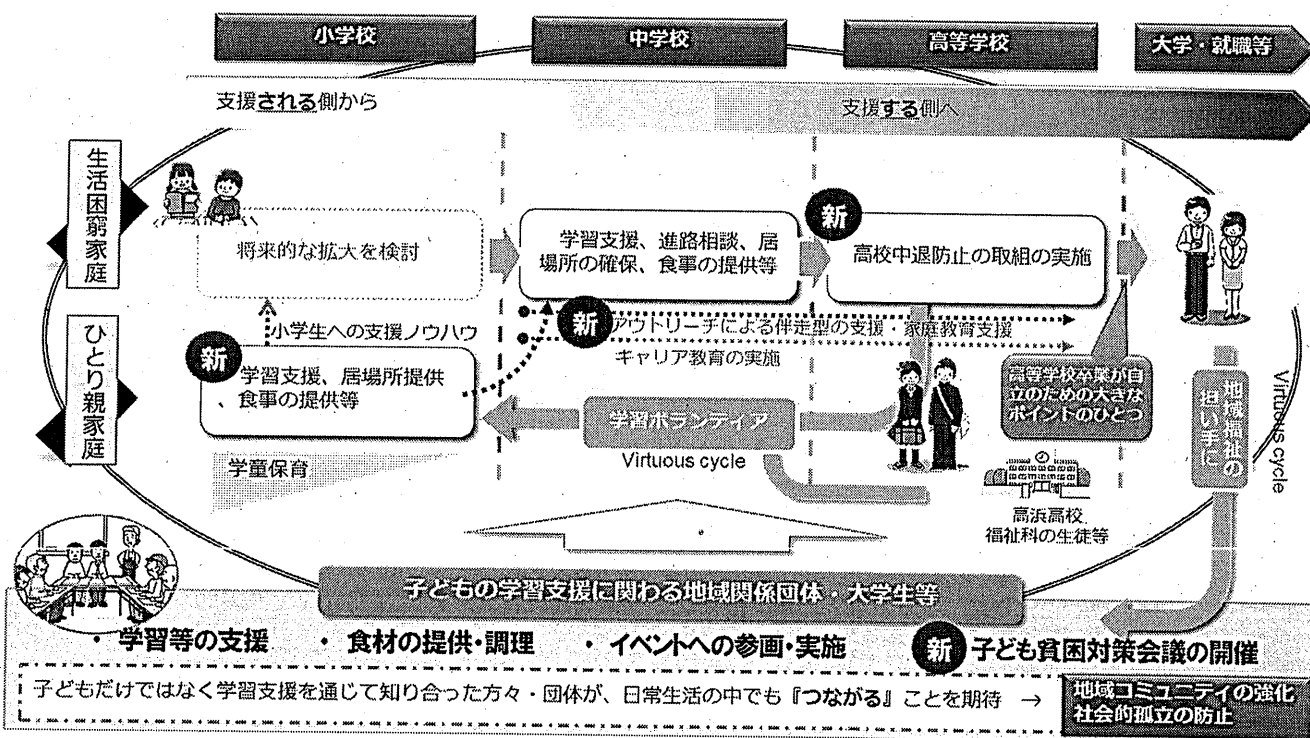 小学校
中学校
高等学校
大学・就職等
支援される側から
支援する側へ
生活困窮家庭
将来的な拡大を検討
学習支援、進路相談、居
場所の確保、食事の提供等
新
高校中退防止の取組の実施
小学生への支援ノウハウ
新
アウトリーチによる伴走型の支援・家庭教育支援
キャリア教育の実施
ひとり親家庭
新
学習支援、居場所提供
、食事の提供等
高等学校卒業が自
立のための大きな
ポイントのひとつ
学習ボランティア
Virtuous cycle
地域福祉の
担い手に
Virtuous cycle
学童保育
高浜高校
福祉科の生徒等
子どもの学習支援に関わる地域関係団体・大学生等
・ 学習等の支援
・ 食材の提供・調理
・ イベントへの参画・実施
新
子ども貧困対策会議の開催
子どもだけではなく学習支援を通じて知り合った方々・団体が、日常生活の中でも『つながる』ことを期待 →
地域コミュニティの強化
社会的孤立の防止